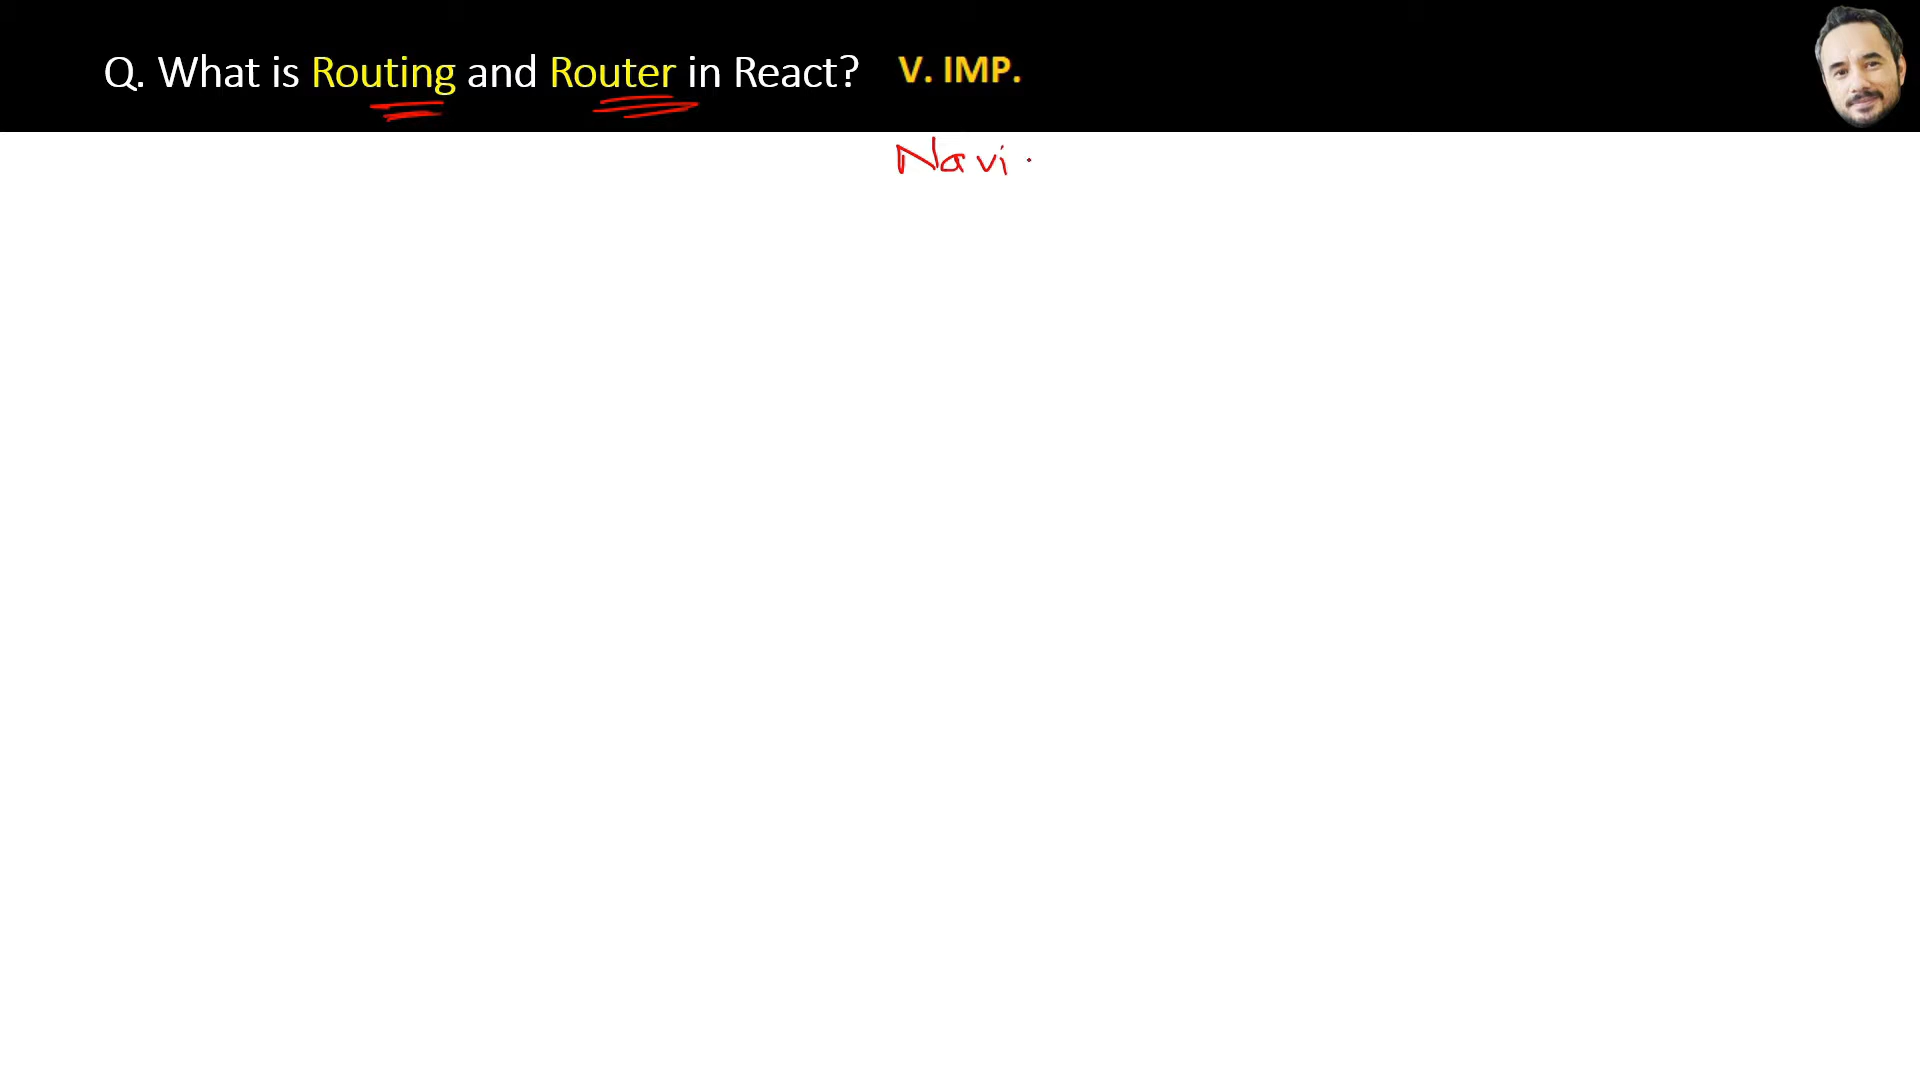 Q. What is Routing and Router in React? V. IMP.
Navi